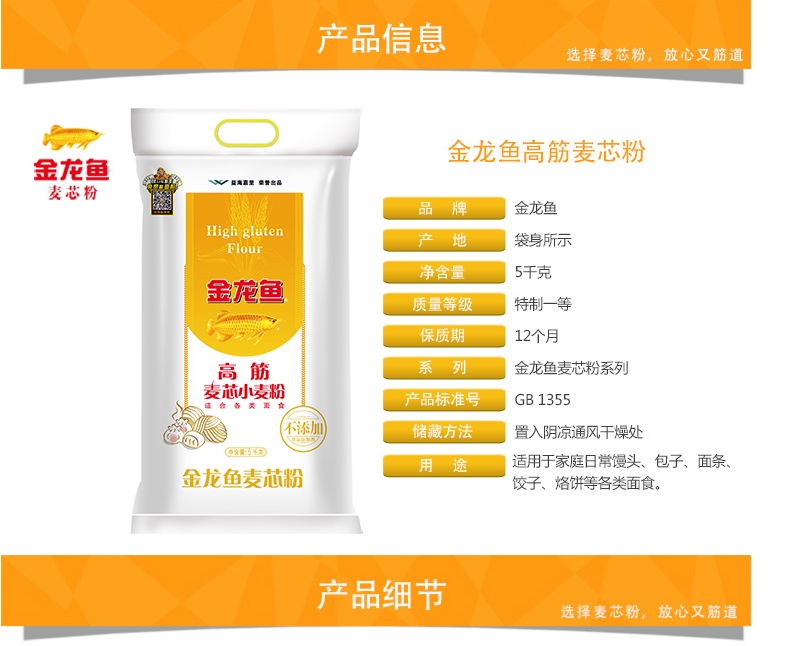 产品信息
选择麦芯粉，放心又筋道
金龙鱼
麦芯粉
益海嘉里 荣誉出品
High gluten
Flour
金龙鱼
高筋
麦芯小麦粉
适合各类面食
不添加
净含量:5千克
金龙鱼麦芯粉
金龙鱼高筋麦芯粉
品 牌 金龙鱼
产 地 袋身所示
净含量 5千克
质量等级 特制一等
保质期 12个月
系 列 金龙鱼麦芯粉系列
产品标准号 GB 1355
储藏方法 置入阴凉通风干燥处
用 途 适用于家庭日常馒头、包子、面条、
饺子、烙饼等各类面食。
产品细节
选择麦芯粉，放心又筋道